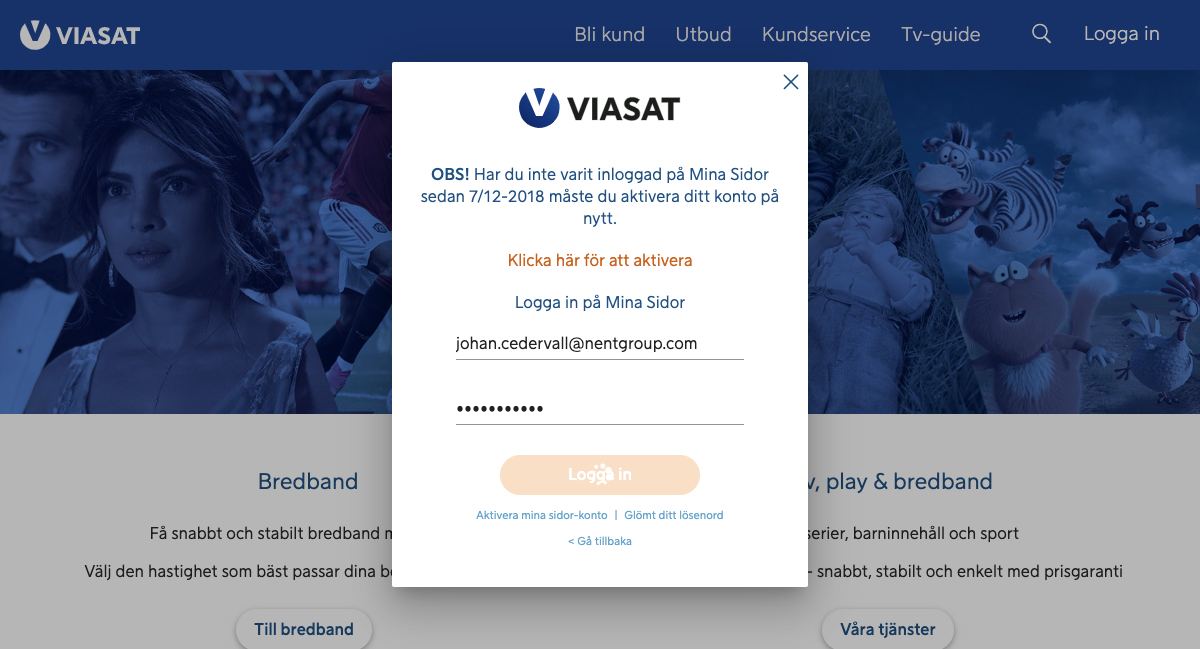 VIASAT
Bli kund
Utbud
Kundservice
Tv-guide
Logga in
VIASAT
OBS! Har du inte varit inloggad på Mina Sidor
sedan 7/12-2018 måste du aktivera ditt konto på
nytt.
Klicka här för att aktivera
Logga in på Mina Sidor
johan.cedervall@nentgroup.com
•••••••••••
Logga in
Aktivera mina sidor-konto | Glömt ditt lösenord
< Gå tillbaka
Bredband
Få snabbt och stabilt bredband
Välj den hastighet som bäst passar dina
Till bredband
play & bredband
barninnehåll och sport
- snabbt, stabilt och enkelt med prisgaranti
Våra tjänster